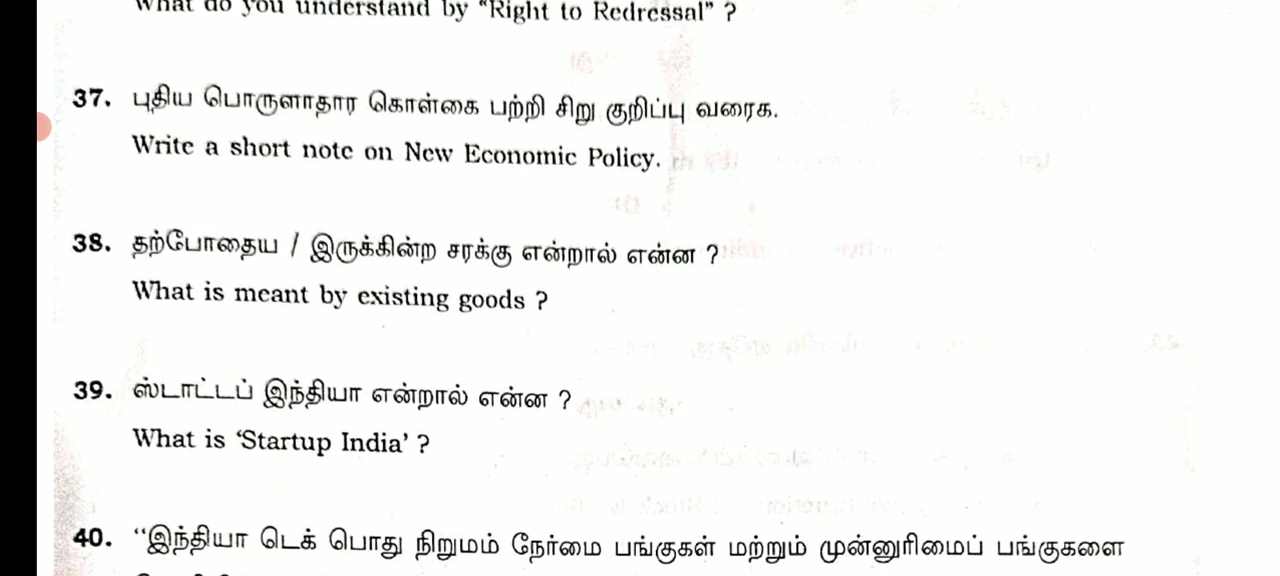 What do you understand by “Right to Redressal” ?
37. புதிய பொருளாதார கொள்கை பற்றி சிறு குறிப்பு வரைக.
Write a short note on New Economic Policy.
38. தற்போதைய / இருக்கின்ற சரக்கு என்றால் என்ன ?
What is meant by existing goods ?
39. ஸ்டாட்டப் இந்தியா என்றால் என்ன ?
What is ‘Startup India’ ?
40. “இந்தியா டெக் பொது நிறுமம் நேர்மை பங்குகள் மற்றும் முன்னுரிமைப் பங்குகளை